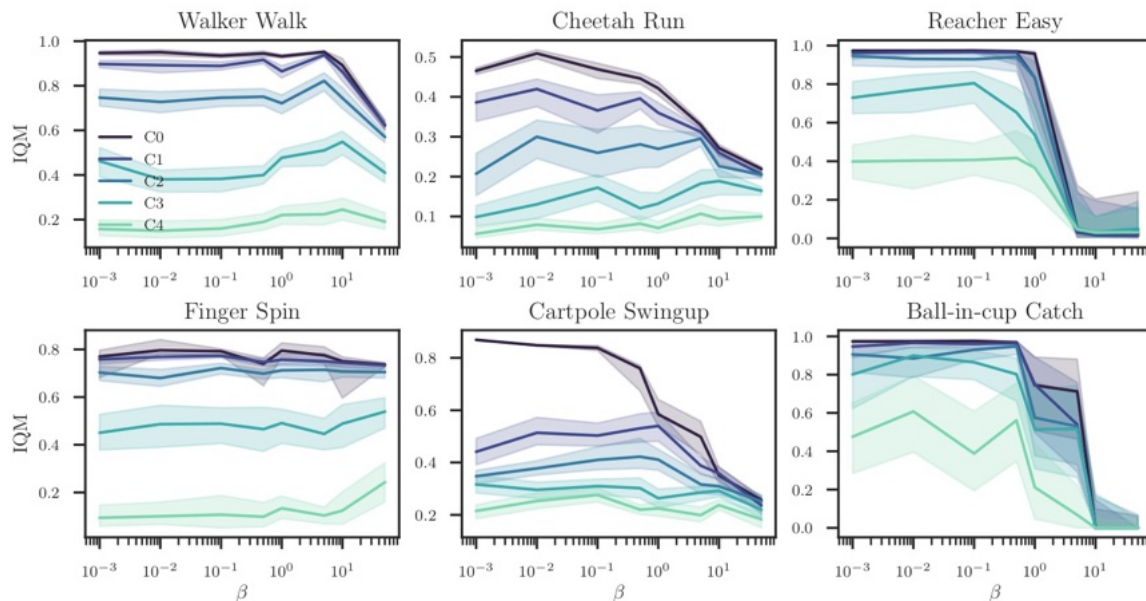 Walker Walk
Cheetah Run
Reacher Easy
IQM
1.0
0.8
0.6
0.4
0.2
C0
C1
C2
C3
C4
10⁻³ 10⁻² 10⁻¹ 10⁰ 10¹
0.5
0.4
0.3
0.2
0.1
10⁻³ 10⁻² 10⁻¹ 10⁰ 10¹
1.0
0.8
0.6
0.4
0.2
0.0
10⁻³ 10⁻² 10⁻¹ 10⁰ 10¹
Finger Spin
Cartpole Swingup
Ball-in-cup Catch
IQM
0.8
0.6
0.4
0.2
10⁻³ 10⁻² 10⁻¹ 10⁰ 10¹
β
0.8
0.6
0.4
0.2
10⁻³ 10⁻² 10⁻¹ 10⁰ 10¹
β
1.0
0.8
0.6
0.4
0.2
0.0
10⁻³ 10⁻² 10⁻¹ 10⁰ 10¹
β